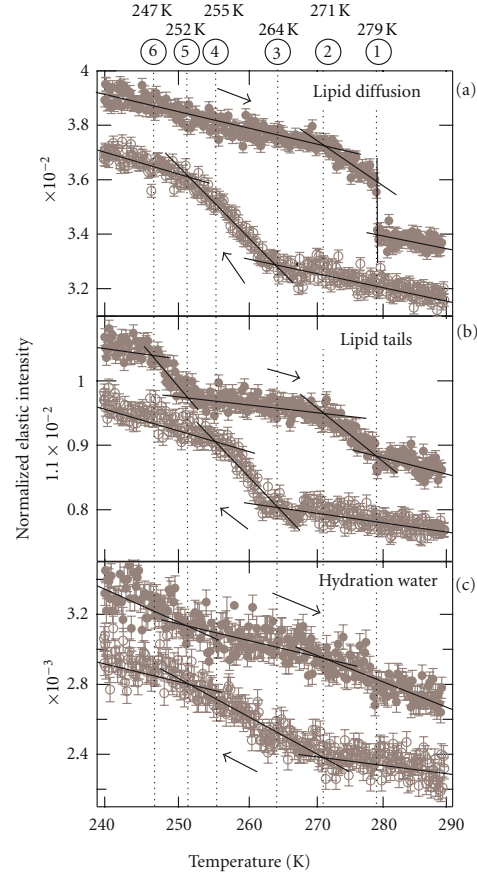 247 K 255 K 271 K
252 K 264 K 279 K
6 5 4 3 2 1
4
3.8
3.6
3.4
3.2
×10⁻²
Lipid diffusion
(a)
1
0.9
0.8
1.1 × 10⁻²
Normalized elastic intensity
Lipid tails
(b)
3.2
2.8
2.4
×10⁻³
Hydration water
(c)
240 250 260 270 280 290
Temperature (K)